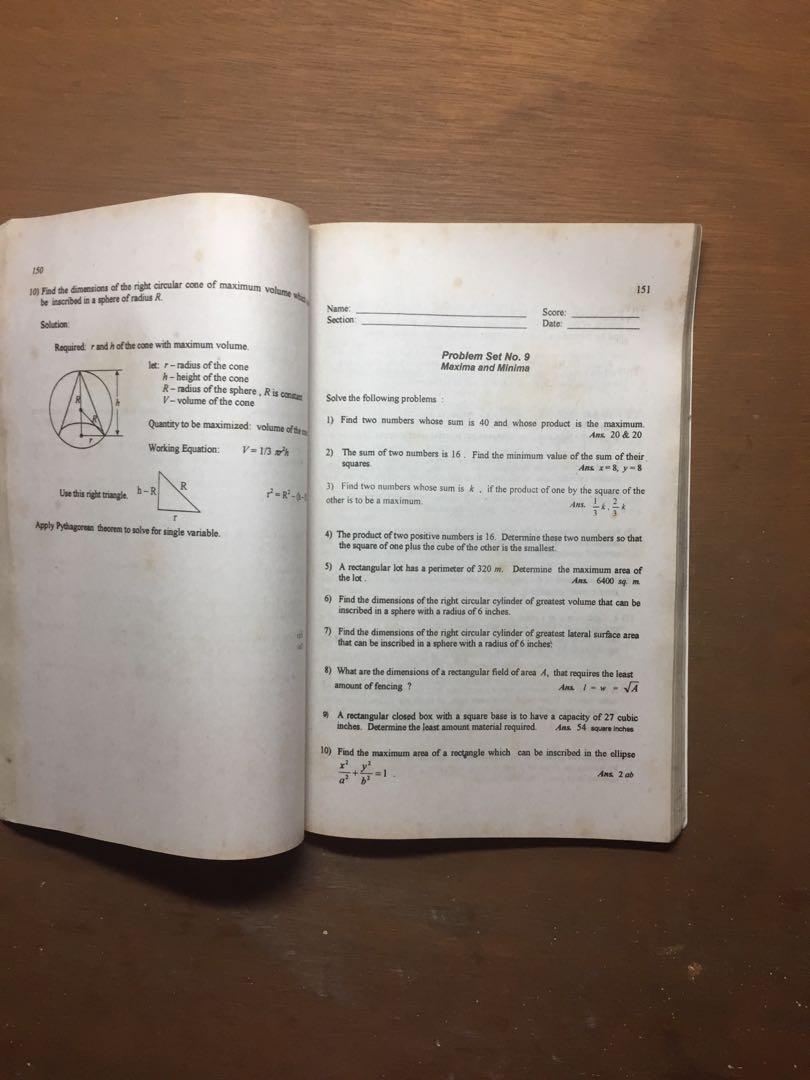 150
10) Find the dimensions of the right circular cone of maximum volume which
be inscribed in a sphere of radius R.
Solution:
Required: r and h of the cone with maximum volume.
let: r – radius of the cone
h – height of the cone
R – radius of the sphere , R is constant
V – volume of the cone
R
h
R
r
Quantity to be maximized: volume of the
Working Equation: V = 1/3 πr²h
Use this right triangle.
h – R
R
r
r² = R² – (h –
Apply Pythagorean theorem to solve for single variable.
151
Name:
Score:
Section:
Date:
Problem Set No. 9
Maxima and Minima
Solve the following problems :
1) Find two numbers whose sum is 40 and whose product is the maximum.
Ans. 20 & 20
2) The sum of two numbers is 16 . Find the minimum value of the sum of their
squares. Ans. x = 8, y = 8
3) Find two numbers whose sum is k , if the product of one by the square of the
other is to be a maximum. Ans. 1/3 k , 2/3 k
4) The product of two positive numbers is 16. Determine these two numbers so that
the square of one plus the cube of the other is the smallest.
5) A rectangular lot has a perimeter of 320 m. Determine the maximum area of
the lot . Ans. 6400 sq. m.
6) Find the dimensions of the right circular cylinder of greatest volume that can be
inscribed in a sphere with a radius of 6 inches.
7) Find the dimensions of the right circular cylinder of greatest lateral surface area
that can be inscribed in a sphere with a radius of 6 inches.
8) What are the dimensions of a rectangular field of area A, that requires the least
amount of fencing ? Ans. l = w = √A
9) A rectangular closed box with a square base is to have a capacity of 27 cubic
inches. Determine the least amount material required. Ans. 54 square inches
10) Find the maximum area of a rectangle which can be inscribed in the ellipse
x²/a² + y²/b² = 1 . Ans. 2 ab